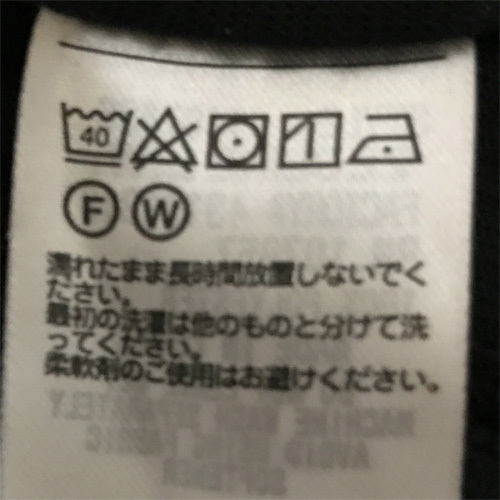 40
F W
濡れたまま長時間放置しないでく
ださい。
最初の洗濯は他のものと分けて洗
ってください。
柔軟剤のご使用はお避けください。